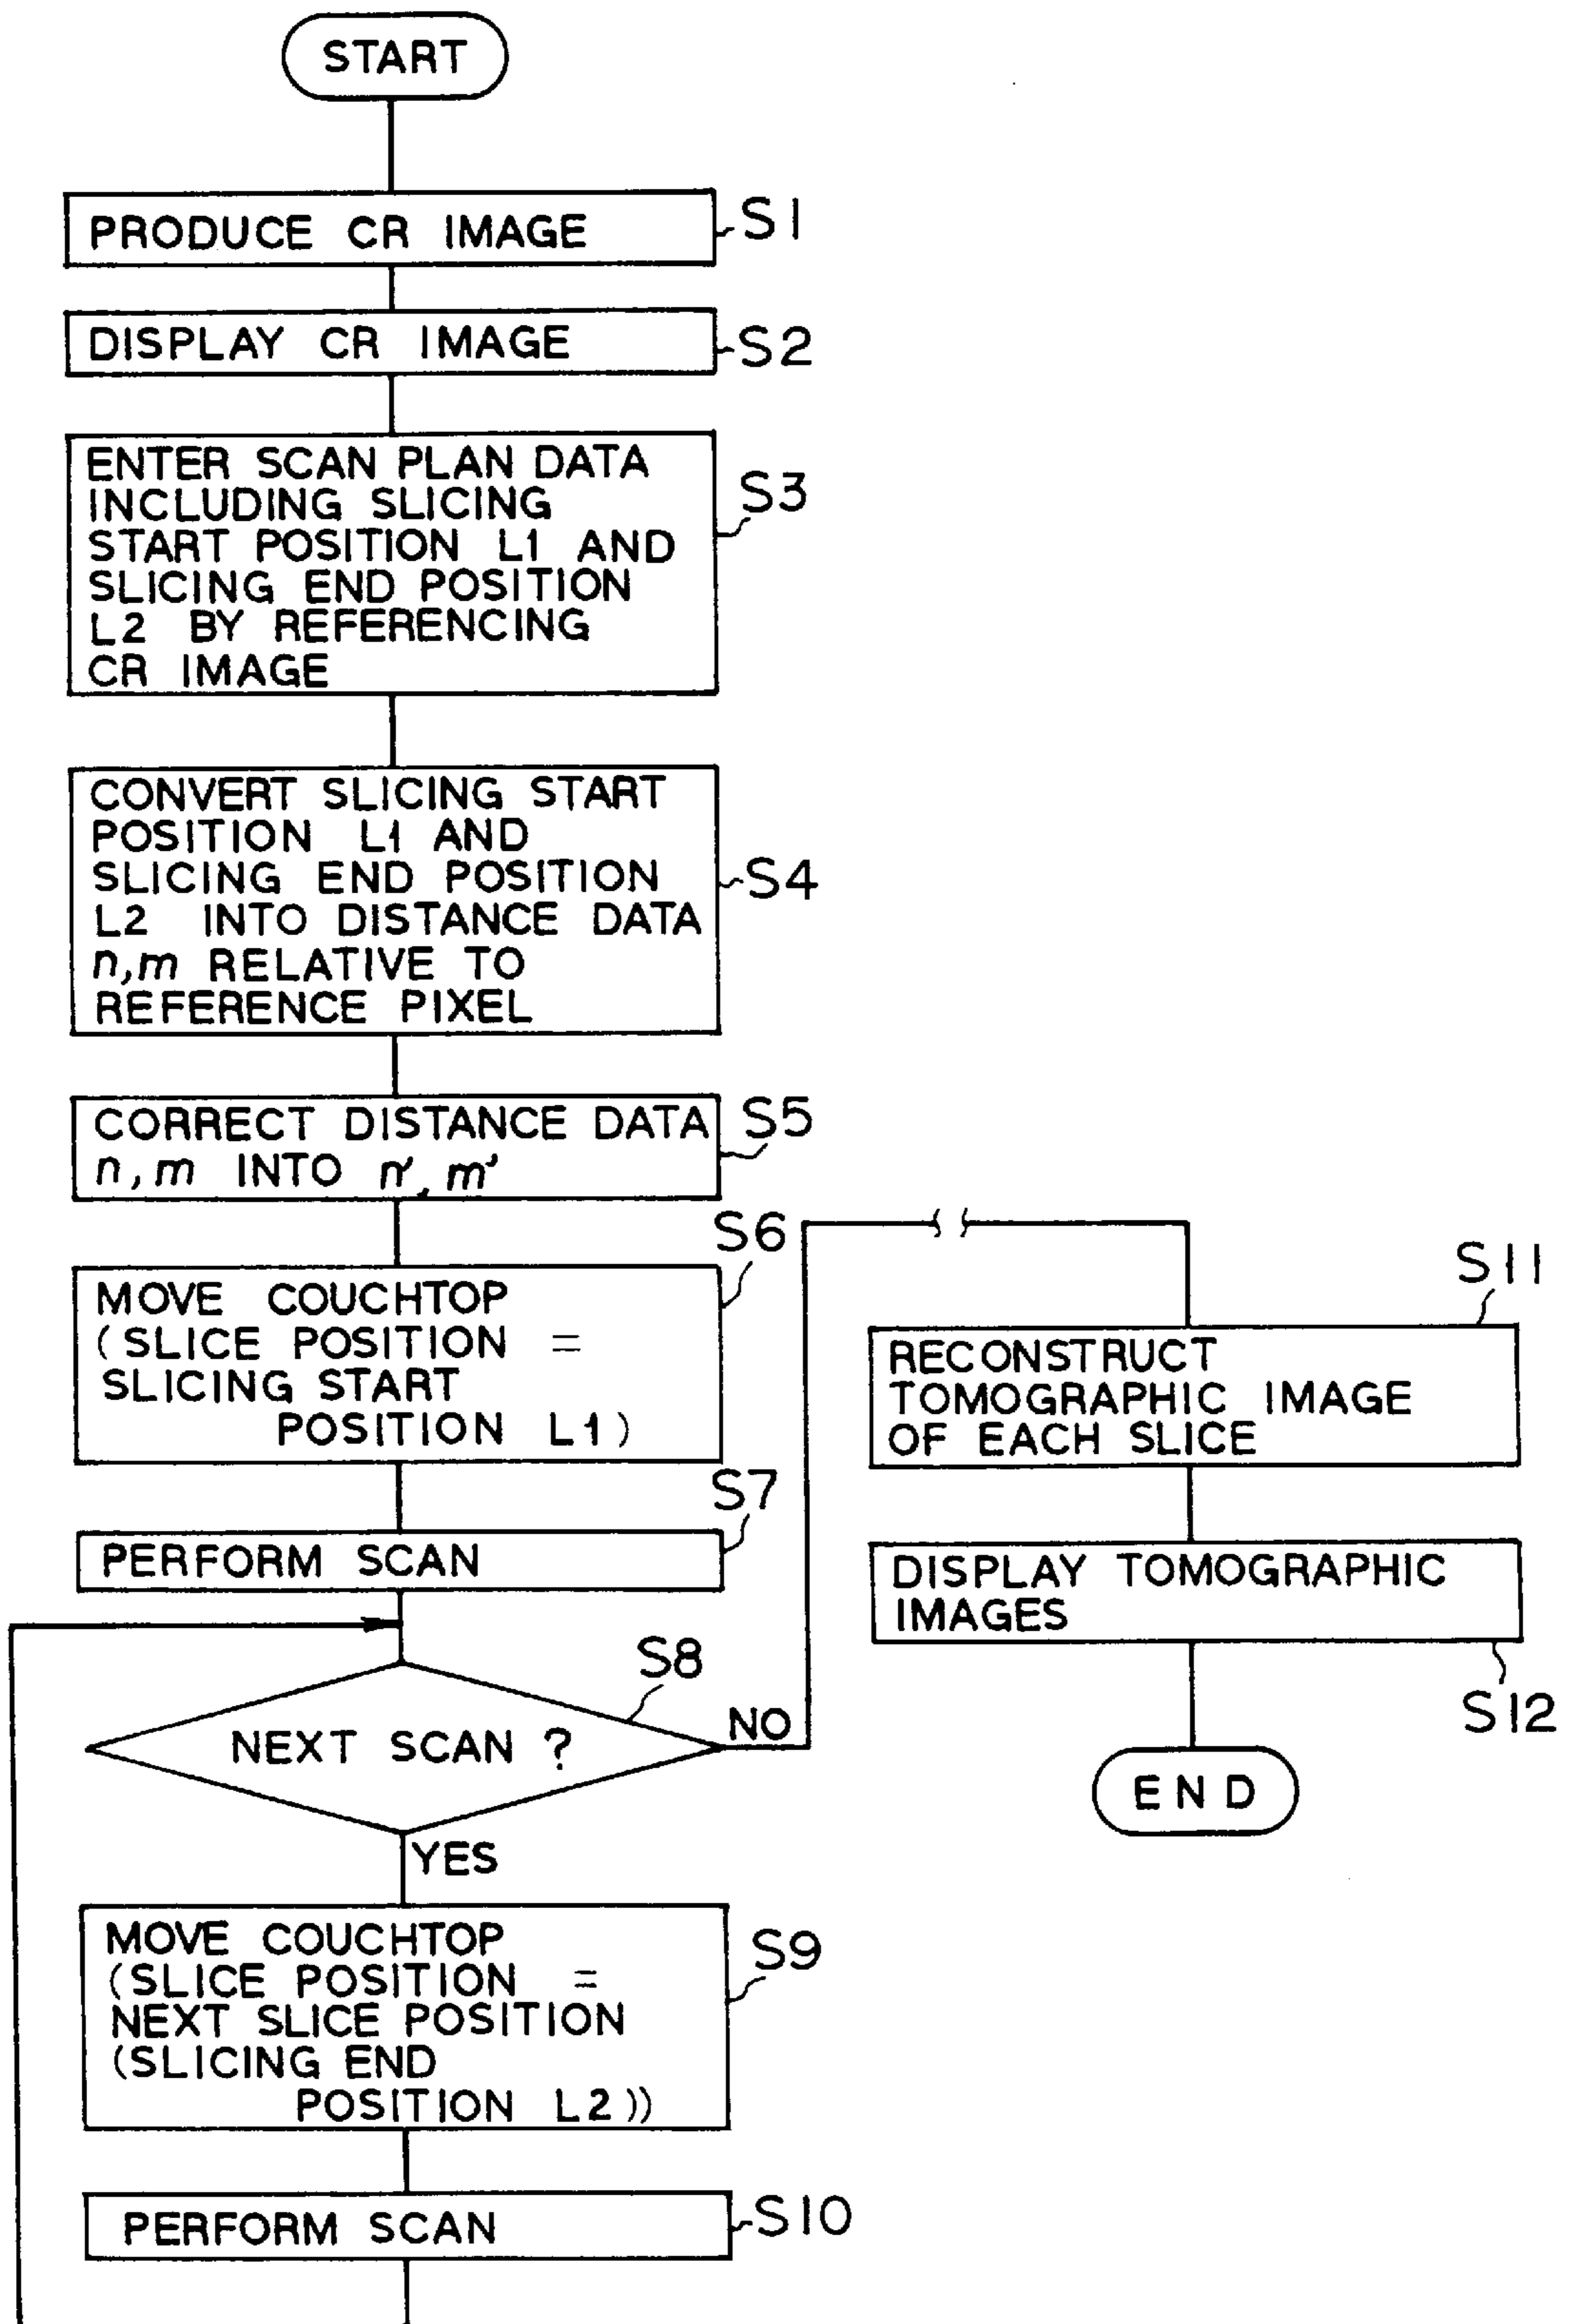 START
PRODUCE CR IMAGE
S1
DISPLAY CR IMAGE
S2
ENTER SCAN PLAN DATA
INCLUDING SLICING
START POSITION L1 AND
SLICING END POSITION
L2 BY REFERENCING
CR IMAGE
S3
CONVERT SLICING START
POSITION L1 AND
SLICING END POSITION
L2 INTO DISTANCE DATA
n,m RELATIVE TO
REFERENCE PIXEL
S4
CORRECT DISTANCE DATA
n,m INTO n', m'
S5
MOVE COUCHTOP
(SLICE POSITION =
SLICING START
POSITION L1)
S6
PERFORM SCAN
S7
NEXT SCAN ?
S8
NO
YES
MOVE COUCHTOP
(SLICE POSITION =
NEXT SLICE POSITION
(SLICING END
POSITION L2))
S9
PERFORM SCAN
S10
RECONSTRUCT
TOMOGRAPHIC IMAGE
OF EACH SLICE
S11
DISPLAY TOMOGRAPHIC
IMAGES
S12
END